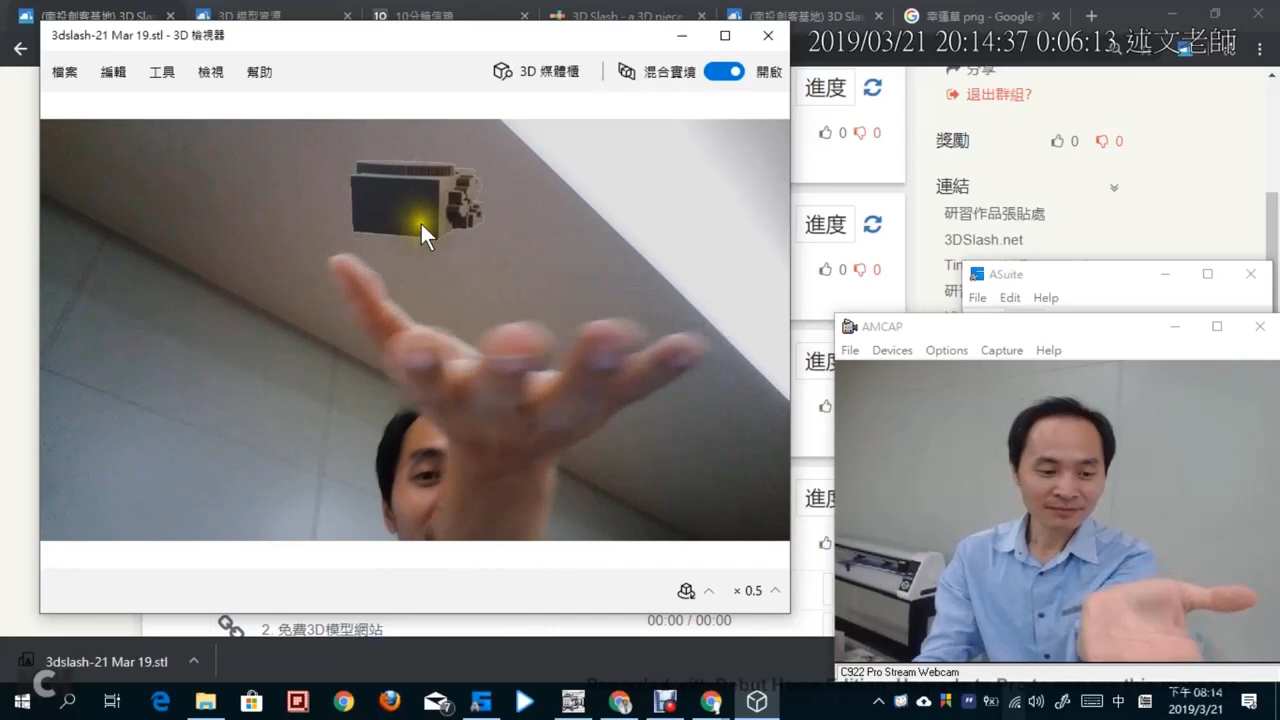 (南投創客基地) 3D Sla
3D 模型資源
10分鐘信箱
3D Slash - a 3D piece
(南投創客基地) 3D Sla
幸運草 png - Google
2019/03/21 20:14:37 0:06:13 述文老師
3dslash-21 Mar 19.stl - 3D 檢視器
檔案 編輯 工具 檢視 幫助
3D 媒體櫃
混合實境
開啟
進度
0 0
分享
退出群組?
獎勵 0 0
連結
研習作品張貼處
3DSlash.net
進度
0 0
ASuite
File Edit Help
AMCAP
File Devices Options Capture Help
進度
進度
× 0.5
2. 免費3D模型網站
00:00 / 00:00
3dslash-21 Mar 19.stl
C922 Pro Stream Webcam
中
下午 08:14
2019/3/21